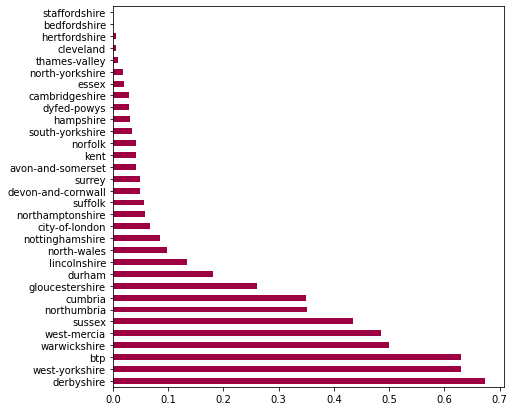 staffordshire
bedfordshire
hertfordshire
cleveland
thames-valley
north-yorkshire
essex
cambridgeshire
dyfed-powys
hampshire
south-yorkshire
norfolk
kent
avon-and-somerset
surrey
devon-and-cornwall
suffolk
northamptonshire
city-of-london
nottinghamshire
north-wales
lincolnshire
durham
gloucestershire
cumbria
northumbria
sussex
west-mercia
warwickshire
btp
west-yorkshire
derbyshire
0.0 0.1 0.2 0.3 0.4 0.5 0.6 0.7